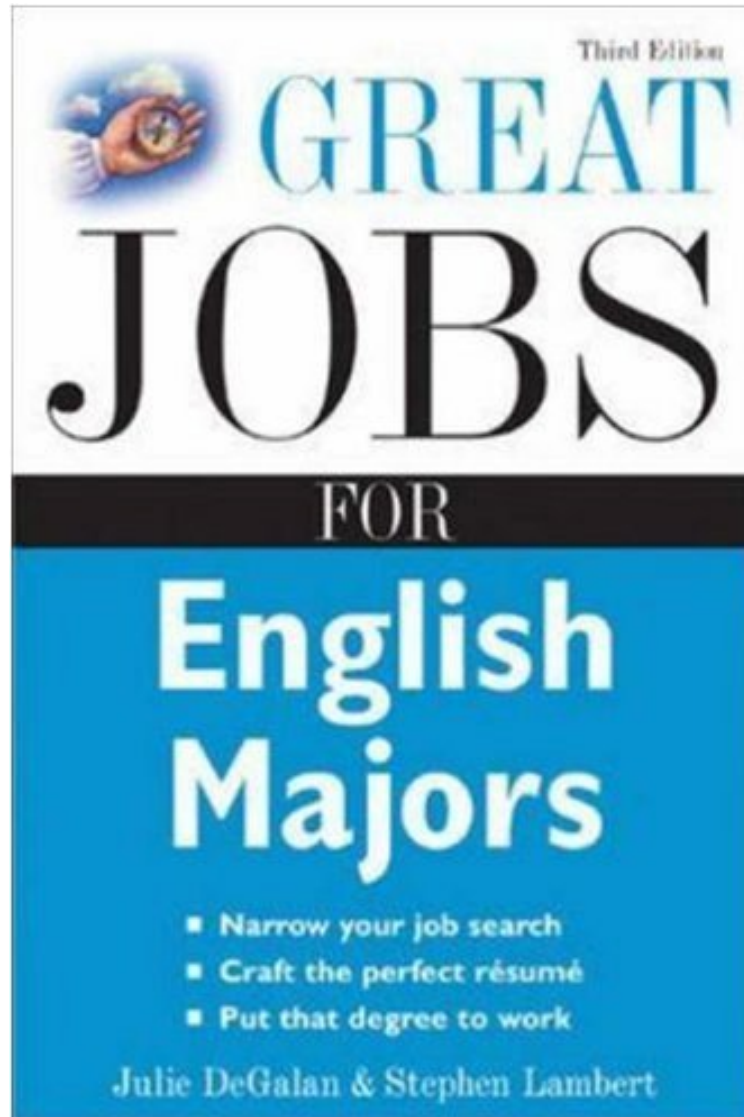 Third Edition
GREAT
JOBS
FOR
English
Majors
▪ Narrow your job search
▪ Craft the perfect résumé
▪ Put that degree to work
Julie DeGalan & Stephen Lambert